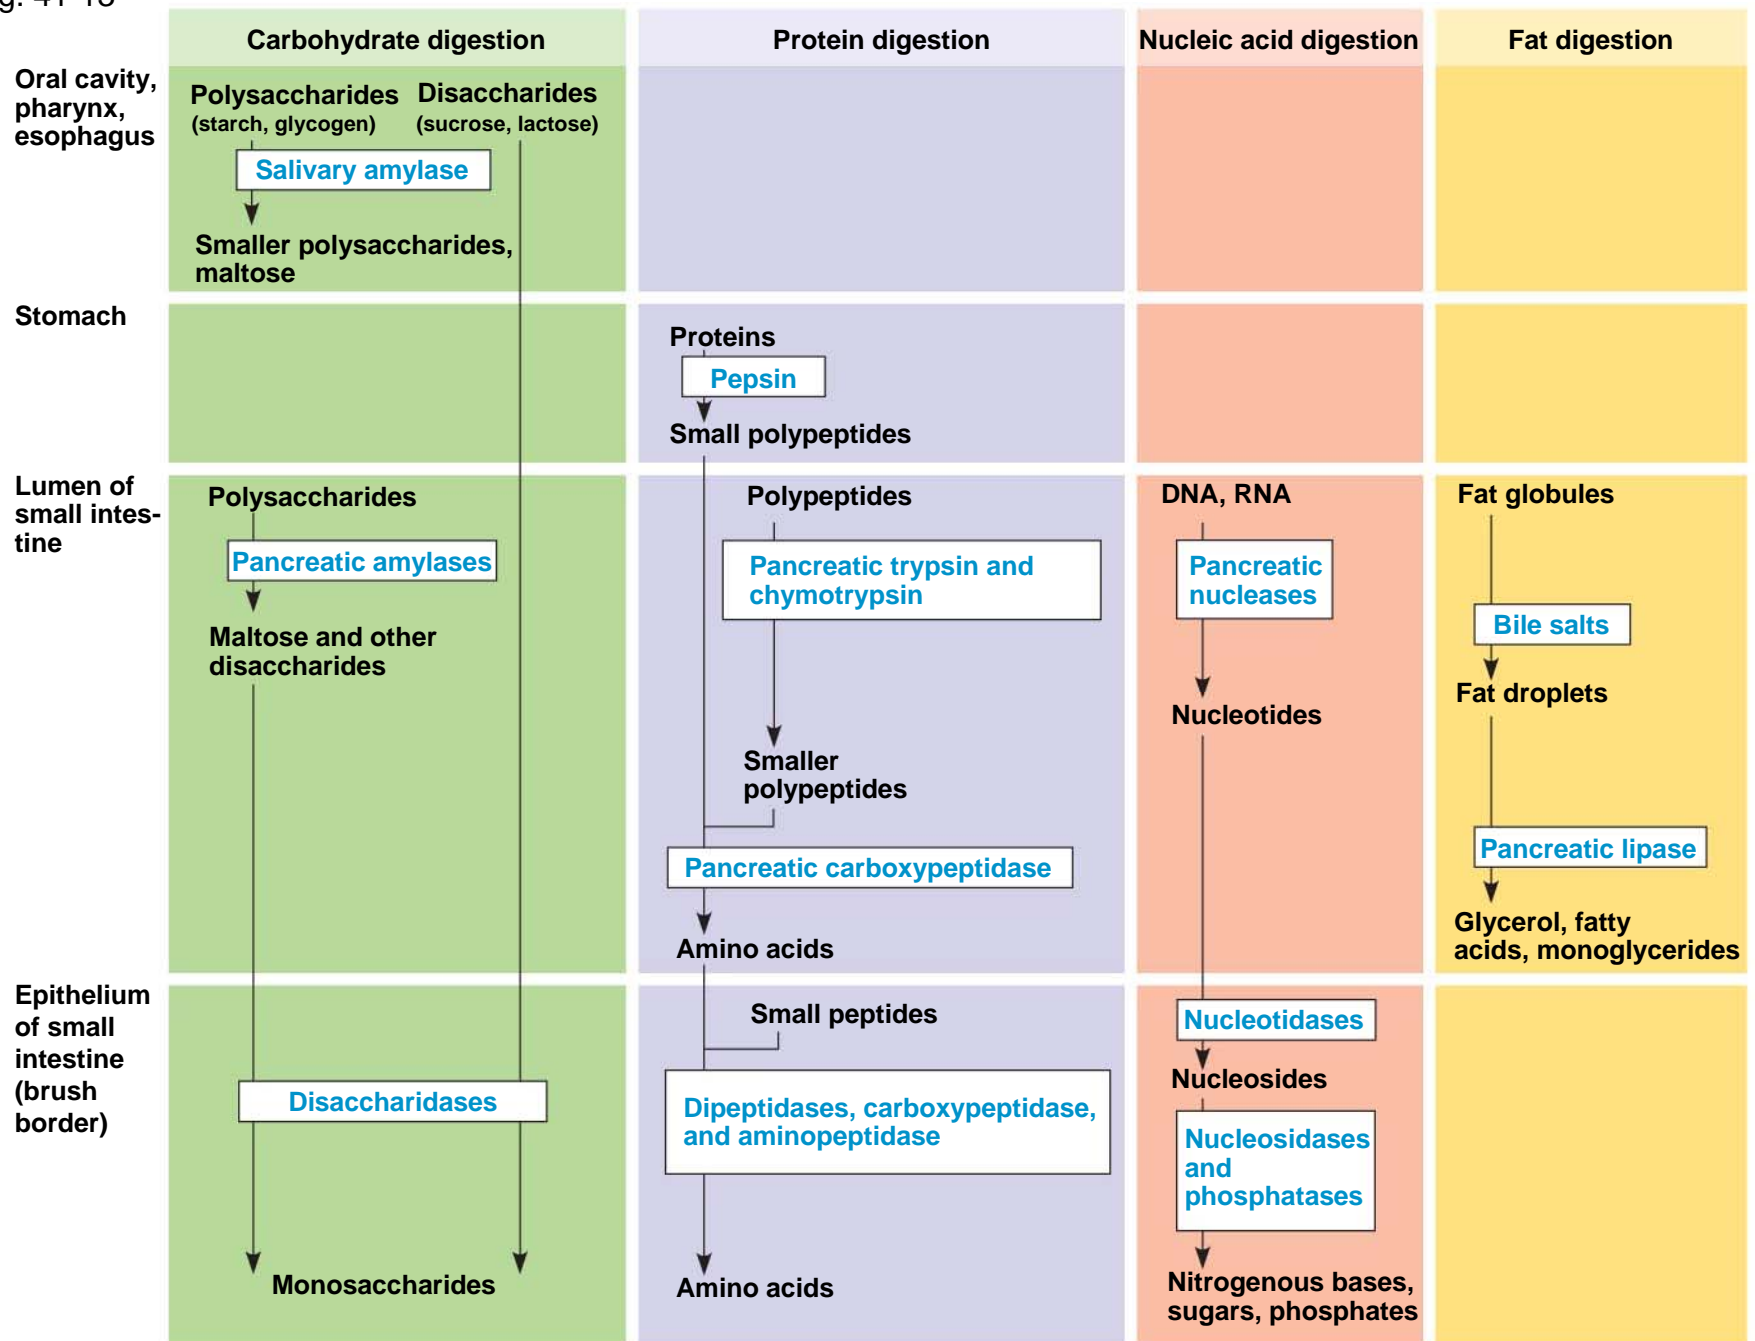 Carbohydrate digestion
Protein digestion
Nucleic acid digestion
Fat digestion
Oral cavity,
pharynx,
esophagus
Polysaccharides
(starch, glycogen)
Disaccharides
(sucrose, lactose)
Salivary amylase
Smaller polysaccharides,
maltose
Stomach
Proteins
Pepsin
Small polypeptides
Lumen of
small intes-
tine
Polysaccharides
Pancreatic amylases
Maltose and other
disaccharides
Polypeptides
Pancreatic trypsin and
chymotrypsin
Smaller
polypeptides
Pancreatic carboxypeptidase
Amino acids
DNA, RNA
Pancreatic
nucleases
Nucleotides
Fat globules
Bile salts
Fat droplets
Pancreatic lipase
Glycerol, fatty
acids, monoglycerides
Epithelium
of small
intestine
(brush
border)
Disaccharidases
Monosaccharides
Small peptides
Dipeptidases, carboxypeptidase,
and aminopeptidase
Amino acids
Nucleotidases
Nucleosides
Nucleosidases
and
phosphatases
Nitrogenous bases,
sugars, phosphates